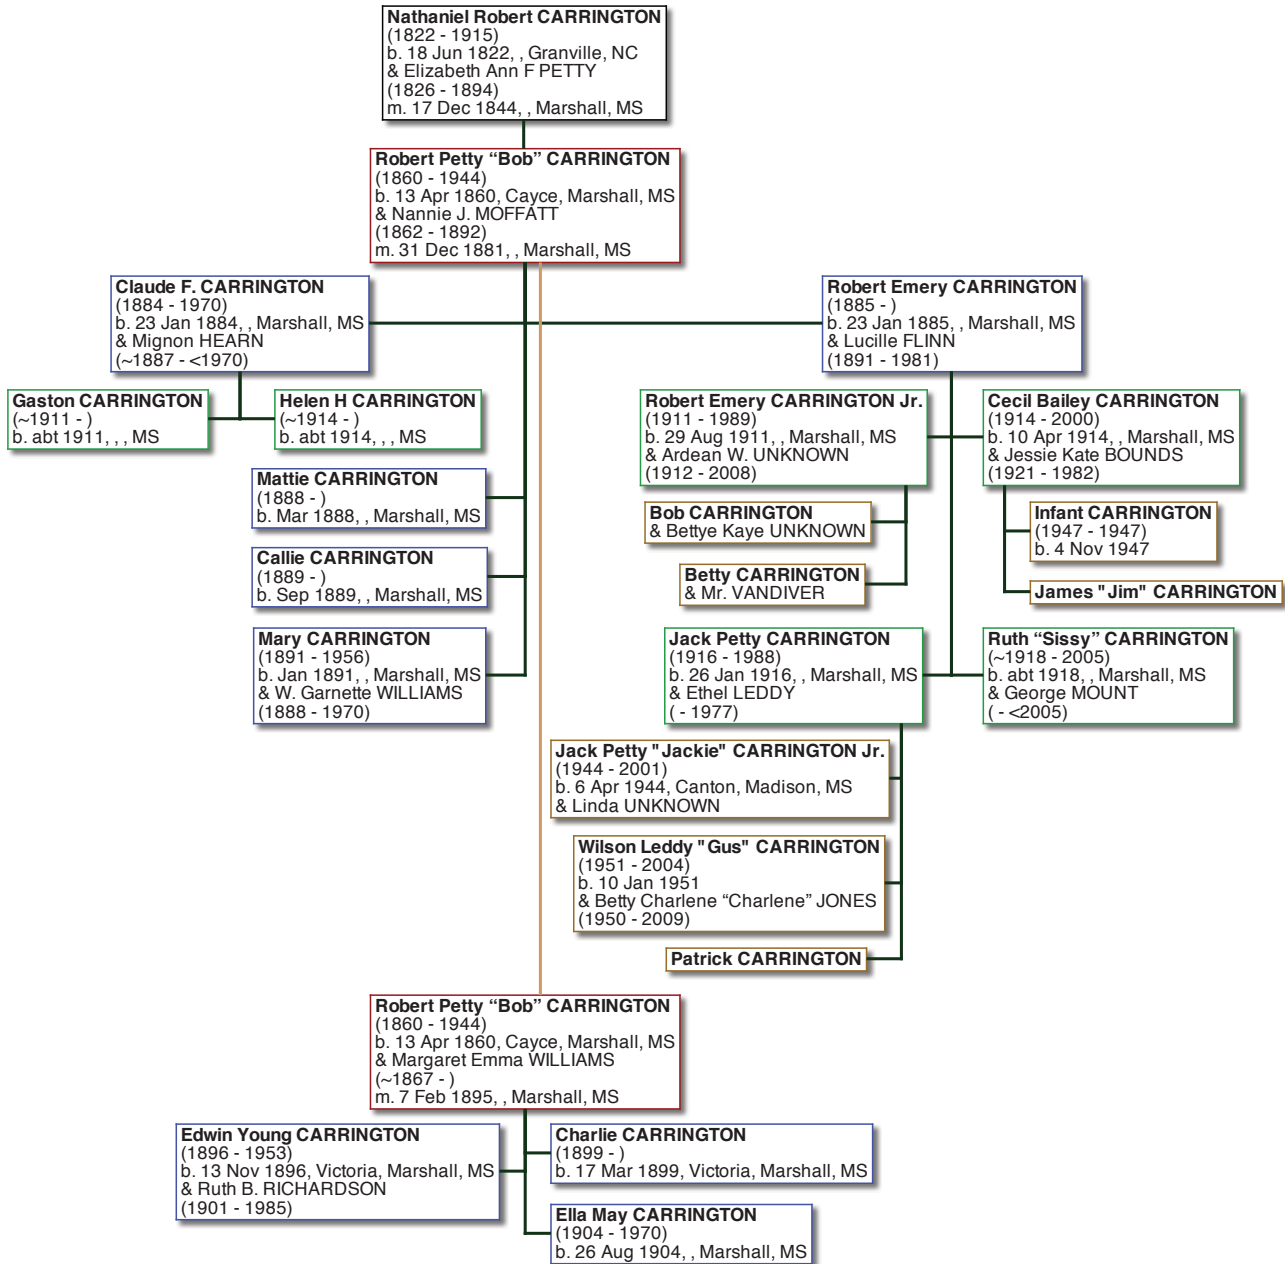 Nathaniel Robert CARRINGTON
(1822 - 1915)
b. 18 Jun 1822, , Granville, NC
& Elizabeth Ann F PETTY
(1826 - 1894)
m. 17 Dec 1844, , Marshall, MS
Robert Petty “Bob” CARRINGTON
(1860 - 1944)
b. 13 Apr 1860, Cayce, Marshall, MS
& Nannie J. MOFFATT
(1862 - 1892)
m. 31 Dec 1881, , Marshall, MS
Claude F. CARRINGTON
(1884 - 1970)
b. 23 Jan 1884, , Marshall, MS
& Mignon HEARN
(~1887 - <1970)
Robert Emery CARRINGTON
(1885 - )
b. 23 Jan 1885, , Marshall, MS
& Lucille FLINN
(1891 - 1981)
Gaston CARRINGTON
(~1911 - )
b. abt 1911, , , MS
Helen H CARRINGTON
(~1914 - )
b. abt 1914, , , MS
Robert Emery CARRINGTON Jr.
(1911 - 1989)
b. 29 Aug 1911, , Marshall, MS
& Ardean W. UNKNOWN
(1912 - 2008)
Cecil Bailey CARRINGTON
(1914 - 2000)
b. 10 Apr 1914, , Marshall, MS
& Jessie Kate BOUNDS
(1921 - 1982)
Mattie CARRINGTON
(1888 - )
b. Mar 1888, , Marshall, MS
Bob CARRINGTON
& Bettye Kaye UNKNOWN
Infant CARRINGTON
(1947 - 1947)
b. 4 Nov 1947
Callie CARRINGTON
(1889 - )
b. Sep 1889, , Marshall, MS
Betty CARRINGTON
& Mr. VANDIVER
James "Jim" CARRINGTON
Mary CARRINGTON
(1891 - 1956)
b. Jan 1891, , Marshall, MS
& W. Garnette WILLIAMS
(1888 - 1970)
Jack Petty CARRINGTON
(1916 - 1988)
b. 26 Jan 1916, , Marshall, MS
& Ethel LEDDY
( - 1977)
Ruth “Sissy” CARRINGTON
(~1918 - 2005)
b. abt 1918, , Marshall, MS
& George MOUNT
( - <2005)
Jack Petty "Jackie" CARRINGTON Jr.
(1944 - 2001)
b. 6 Apr 1944, Canton, Madison, MS
& Linda UNKNOWN
Wilson Leddy "Gus" CARRINGTON
(1951 - 2004)
b. 10 Jan 1951
& Betty Charlene “Charlene” JONES
(1950 - 2009)
Patrick CARRINGTON
Robert Petty “Bob” CARRINGTON
(1860 - 1944)
b. 13 Apr 1860, Cayce, Marshall, MS
& Margaret Emma WILLIAMS
(~1867 - )
m. 7 Feb 1895, , Marshall, MS
Edwin Young CARRINGTON
(1896 - 1953)
b. 13 Nov 1896, Victoria, Marshall, MS
& Ruth B. RICHARDSON
(1901 - 1985)
Charlie CARRINGTON
(1899 - )
b. 17 Mar 1899, Victoria, Marshall, MS
Ella May CARRINGTON
(1904 - 1970)
b. 26 Aug 1904, , Marshall, MS